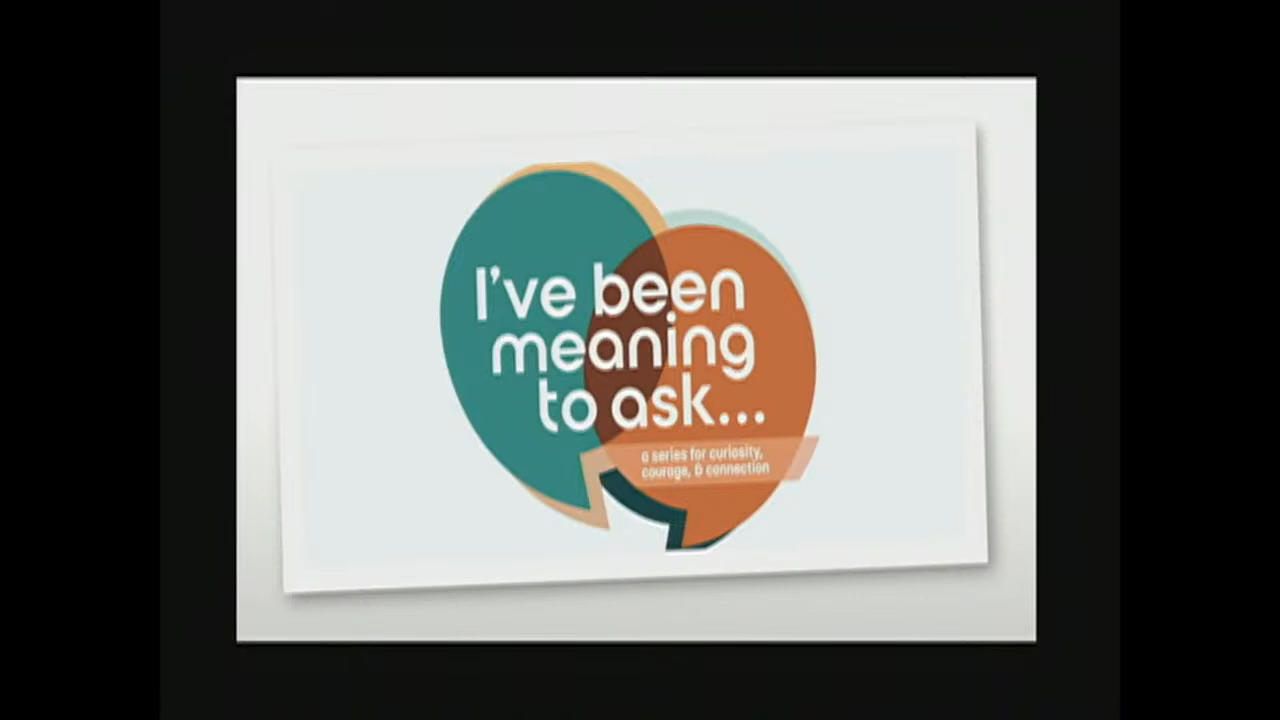 I've been
meaning
to ask...
a series for curiosity,
courage, & connection